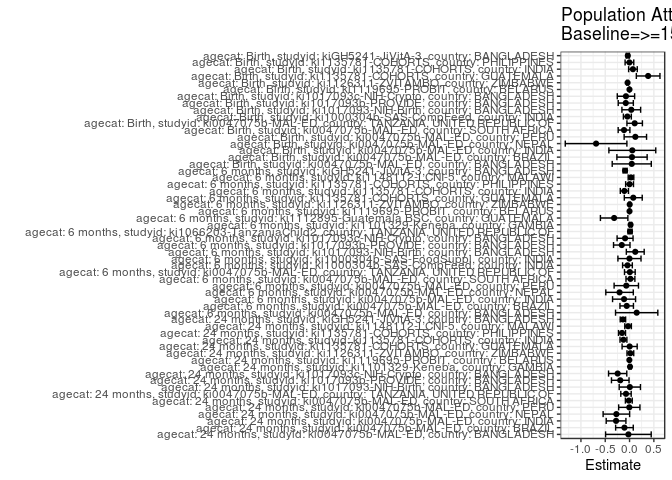 Population Att
Baseline=>=15
agecat: Birth, studyid: kiGH5241-JiVitA-3, country: BANGLADESH
agecat: Birth, studyid: ki1135781-COHORTS, country: PHILIPPINES
agecat: Birth, studyid: ki1135781-COHORTS, country: INDIA
agecat: Birth, studyid: ki1135781-COHORTS, country: GUATEMALA
agecat: Birth, studyid: ki1126311-ZVITAMBO, country: ZIMBABWE
agecat: Birth, studyid: ki1119695-PROBIT, country: BELARUS
agecat: Birth, studyid: ki1017093c-NIH-Crypto, country: BANGLADESH
agecat: Birth, studyid: ki1017093b-PROVIDE, country: BANGLADESH
agecat: Birth, studyid: ki1017093-NIH-Birth, country: BANGLADESH
agecat: Birth, studyid: ki1000304b-SAS-CompFeed, country: INDIA
agecat: Birth, studyid: ki0047075b-MAL-ED, country: TANZANIA, UNITED REPUBLIC OF
agecat: Birth, studyid: ki0047075b-MAL-ED, country: SOUTH AFRICA
agecat: Birth, studyid: ki0047075b-MAL-ED, country: PERU
agecat: Birth, studyid: ki0047075b-MAL-ED, country: NEPAL
agecat: Birth, studyid: ki0047075b-MAL-ED, country: INDIA
agecat: Birth, studyid: ki0047075b-MAL-ED, country: BRAZIL
agecat: Birth, studyid: ki0047075b-MAL-ED, country: BANGLADESH
agecat: 6 months, studyid: kiGH5241-JiVitA-3, country: BANGLADESH
agecat: 6 months, studyid: ki1148112-LCNI-5, country: MALAWI
agecat: 6 months, studyid: ki1135781-COHORTS, country: PHILIPPINES
agecat: 6 months, studyid: ki1135781-COHORTS, country: INDIA
agecat: 6 months, studyid: ki1135781-COHORTS, country: GUATEMALA
agecat: 6 months, studyid: ki1126311-ZVITAMBO, country: ZIMBABWE
agecat: 6 months, studyid: ki1119695-PROBIT, country: BELARUS
agecat: 6 months, studyid: ki1112895-Guatemala BSC, country: GUATEMALA
agecat: 6 months, studyid: ki1101329-Keneba, country: GAMBIA
agecat: 6 months, studyid: ki1066203-TanzaniaChild2, country: TANZANIA, UNITED REPUBLIC OF
agecat: 6 months, studyid: ki1017093c-NIH-Crypto, country: BANGLADESH
agecat: 6 months, studyid: ki1017093b-PROVIDE, country: BANGLADESH
agecat: 6 months, studyid: ki1017093-NIH-Birth, country: BANGLADESH
agecat: 6 months, studyid: ki1000304b-SAS-FoodSuppl, country: INDIA
agecat: 6 months, studyid: ki0047075b-MAL-ED, country: TANZANIA, UNITED REPUBLIC OF
agecat: 6 months, studyid: ki0047075b-MAL-ED, country: SOUTH AFRICA
agecat: 6 months, studyid: ki0047075b-MAL-ED, country: PERU
agecat: 6 months, studyid: ki0047075b-MAL-ED, country: NEPAL
agecat: 6 months, studyid: ki0047075b-MAL-ED, country: INDIA
agecat: 6 months, studyid: ki0047075b-MAL-ED, country: BRAZIL
agecat: 6 months, studyid: ki0047075b-MAL-ED, country: BANGLADESH
agecat: 24 months, studyid: kiGH5241-JiVitA-3, country: BANGLADESH
agecat: 24 months, studyid: ki1148112-LCNI-5, country: MALAWI
agecat: 24 months, studyid: ki1135781-COHORTS, country: PHILIPPINES
agecat: 24 months, studyid: ki1135781-COHORTS, country: INDIA
agecat: 24 months, studyid: ki1135781-COHORTS, country: GUATEMALA
agecat: 24 months, studyid: ki1126311-ZVITAMBO, country: ZIMBABWE
agecat: 24 months, studyid: ki1119695-PROBIT, country: BELARUS
agecat: 24 months, studyid: ki1101329-Keneba, country: GAMBIA
agecat: 24 months, studyid: ki1017093c-NIH-Crypto, country: BANGLADESH
agecat: 24 months, studyid: ki1017093b-PROVIDE, country: BANGLADESH
agecat: 24 months, studyid: ki1017093-NIH-Birth, country: BANGLADESH
agecat: 24 months, studyid: ki0047075b-MAL-ED, country: TANZANIA, UNITED REPUBLIC OF
agecat: 24 months, studyid: ki0047075b-MAL-ED, country: SOUTH AFRICA
agecat: 24 months, studyid: ki0047075b-MAL-ED, country: PERU
agecat: 24 months, studyid: ki0047075b-MAL-ED, country: NEPAL
agecat: 24 months, studyid: ki0047075b-MAL-ED, country: INDIA
agecat: 24 months, studyid: ki0047075b-MAL-ED, country: BRAZIL
agecat: 24 months, studyid: ki0047075b-MAL-ED, country: BANGLADESH
-1.0 -0.5 0.0 0.5
Estimate